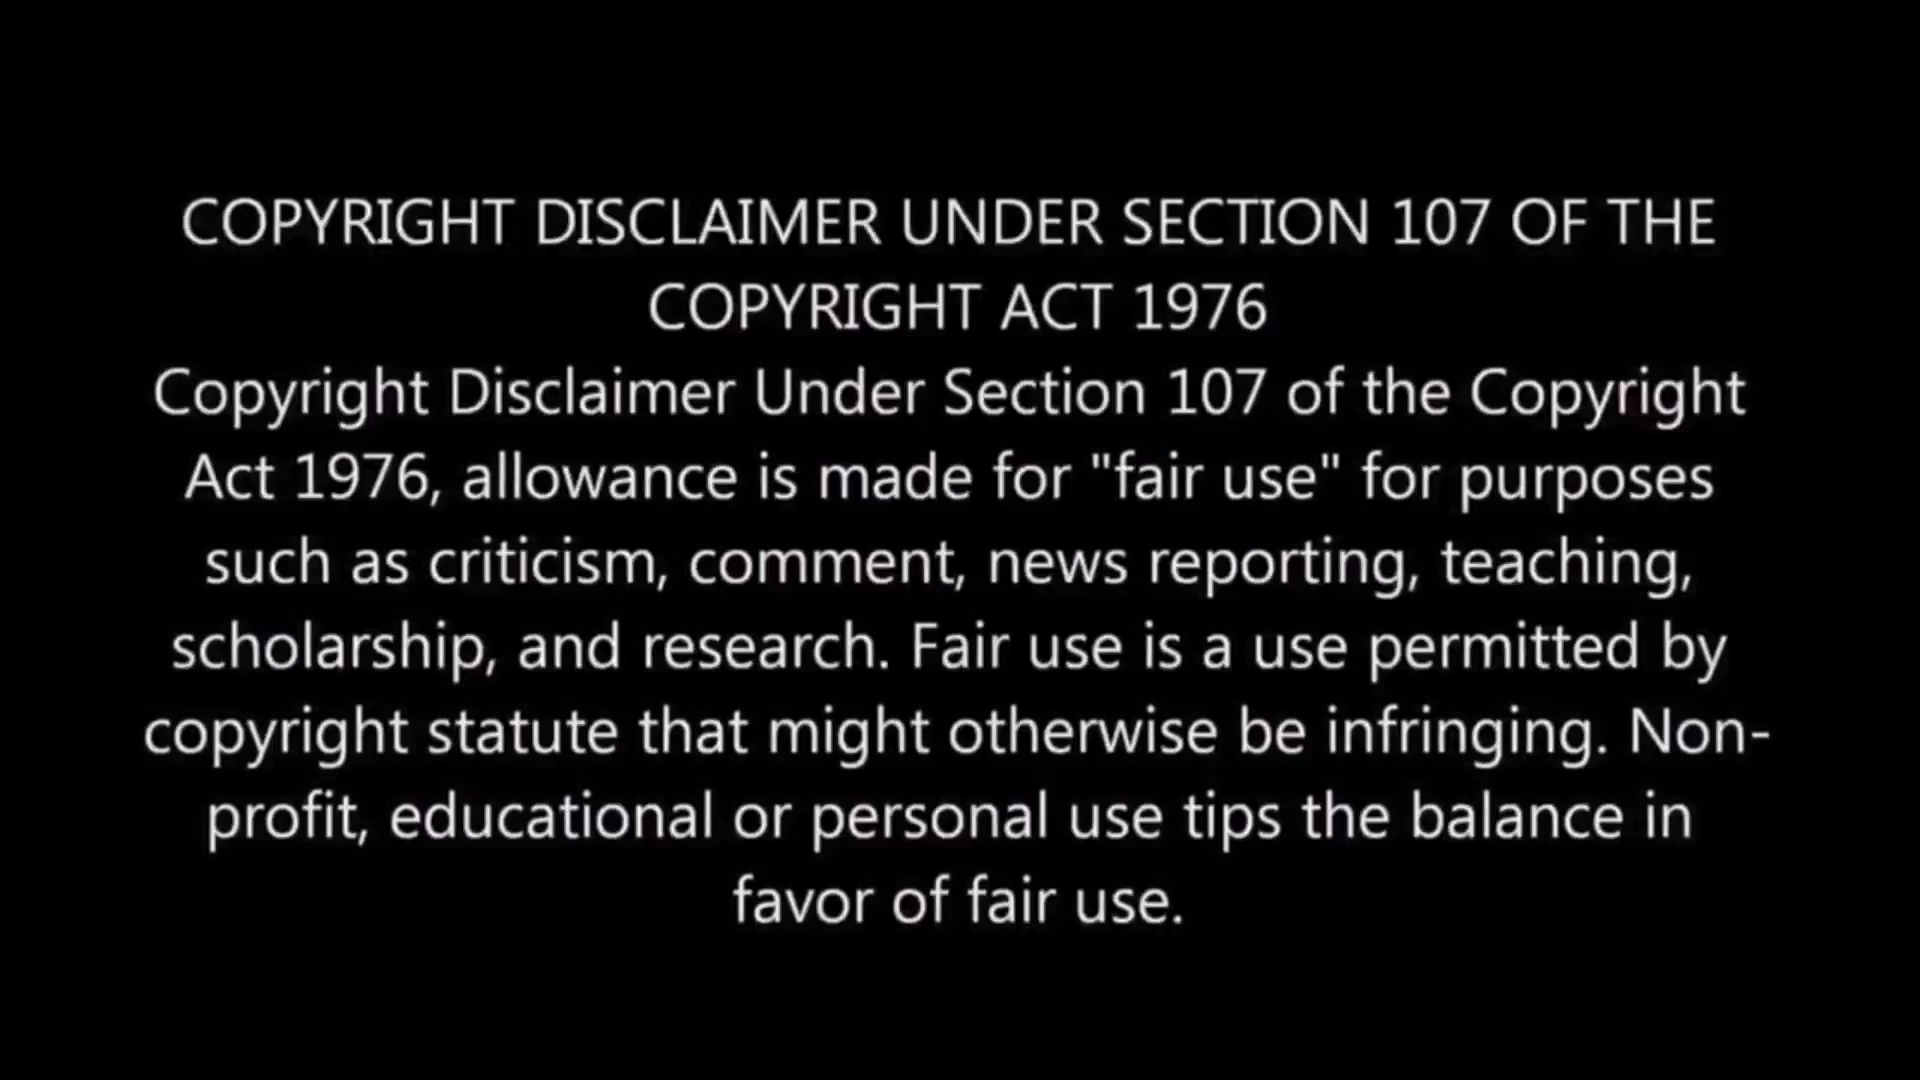 COPYRIGHT DISCLAIMER UNDER SECTION 107 OF THE
COPYRIGHT ACT 1976
Copyright Disclaimer Under Section 107 of the Copyright
Act 1976, allowance is made for "fair use" for purposes
such as criticism, comment, news reporting, teaching,
scholarship, and research. Fair use is a use permitted by
copyright statute that might otherwise be infringing. Non-
profit, educational or personal use tips the balance in
favor of fair use.